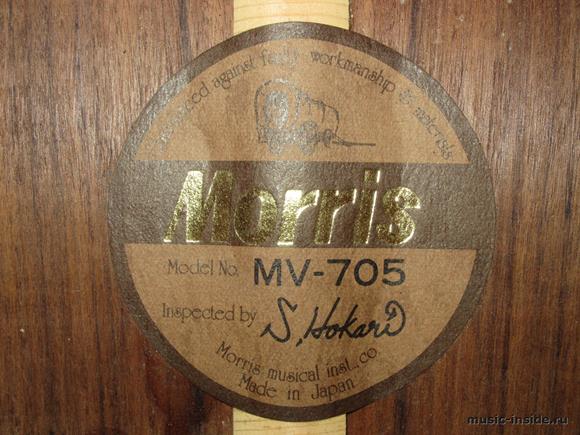 against faulty workmanship & materials
Morris
Model No. MV-705
Inspected by S. Hokari
Morris musical inst., co.
Made in Japan
music-inside.ru